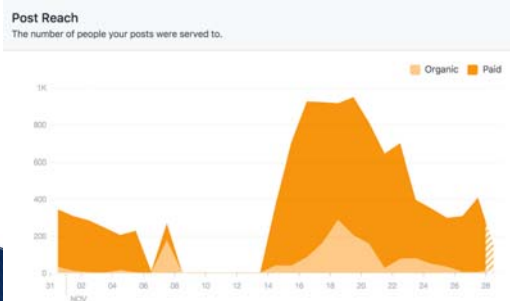 Post Reach
The number of people your posts were served to.
Organic Paid
1K
800
600
400
200
0
31 02 04 06 08 10 12 14 16 18 20 22 24 26 28
NOV